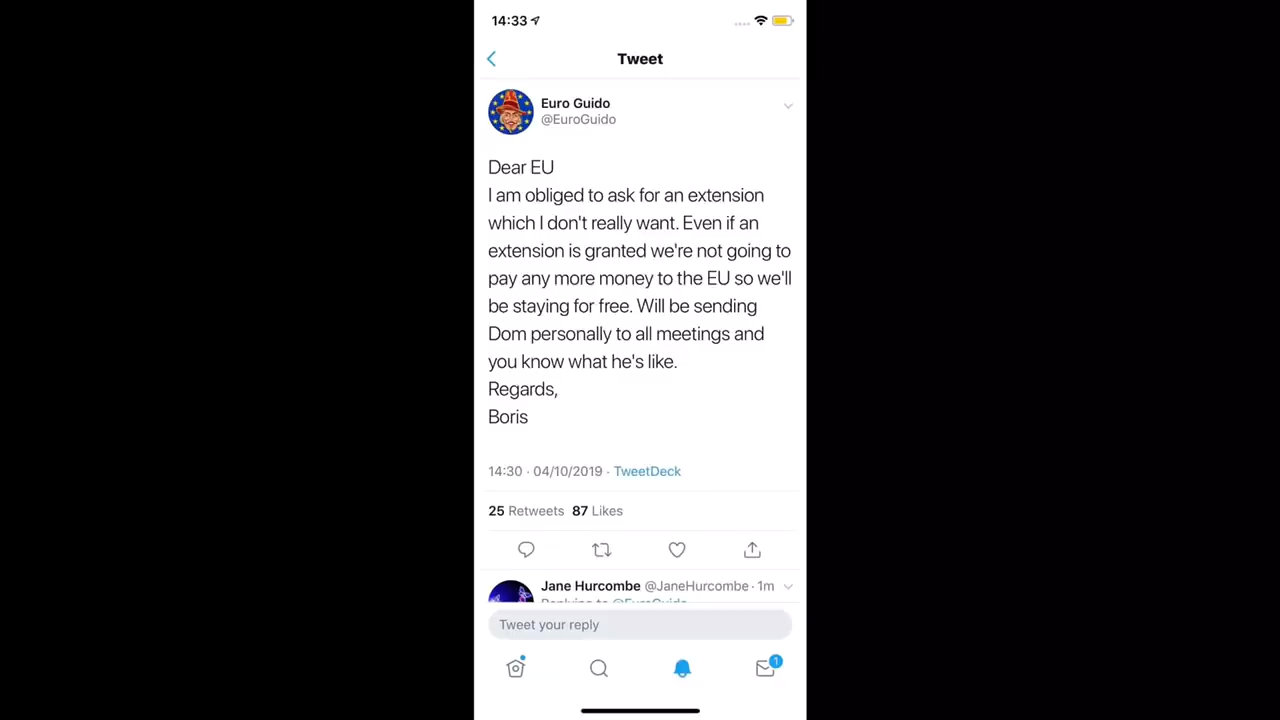 14:33
Tweet
Euro Guido
@EuroGuido
Dear EU
I am obliged to ask for an extension
which I don't really want. Even if an
extension is granted we're not going to
pay any more money to the EU so we'll
be staying for free. Will be sending
Dom personally to all meetings and
you know what he's like.
Regards,
Boris
14:30 · 04/10/2019 · TweetDeck
25 Retweets 87 Likes
Jane Hurcombe @JaneHurcombe · 1m
Replying to @EuroGuido
Tweet your reply
1